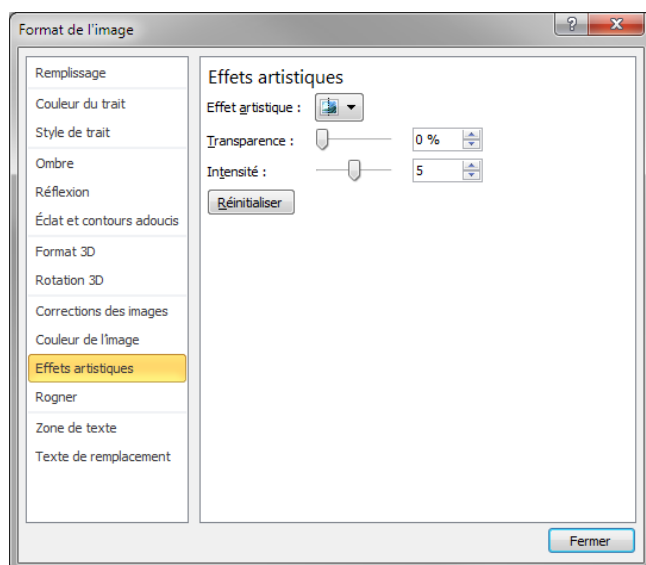 Format de l'image
Remplissage
Couleur du trait
Style de trait
Ombre
Réflexion
Éclat et contours adoucis
Format 3D
Rotation 3D
Corrections des images
Couleur de l'image
Effets artistiques
Rogner
Zone de texte
Texte de remplacement
Effets artistiques
Effet artistique :
Transparence : 0 %
Intensité : 5
Réinitialiser
Fermer